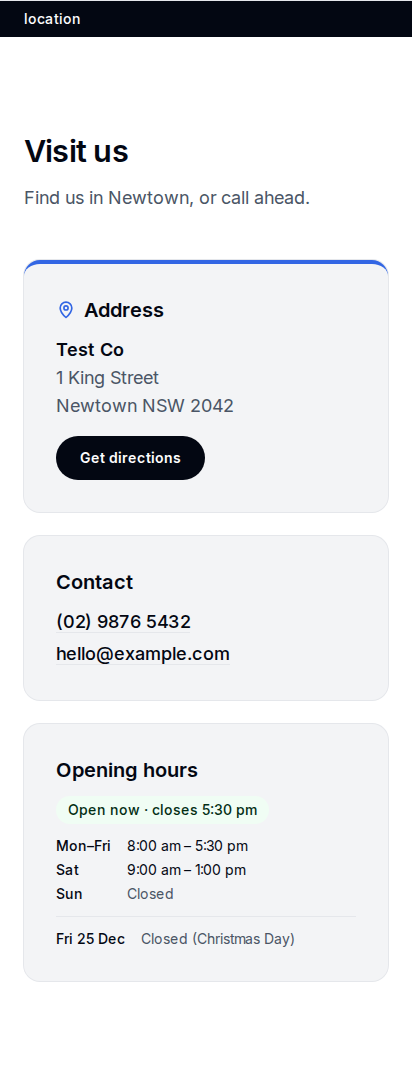 location
Visit us
Find us in Newtown, or call ahead.
Address
Test Co
1 King Street
Newtown NSW 2042
Get directions
Contact
(02) 9876 5432
hello@example.com
Opening hours
Open now · closes 5:30 pm
Mon–Fri 8:00 am – 5:30 pm
Sat 9:00 am – 1:00 pm
Sun Closed
Fri 25 Dec Closed (Christmas Day)